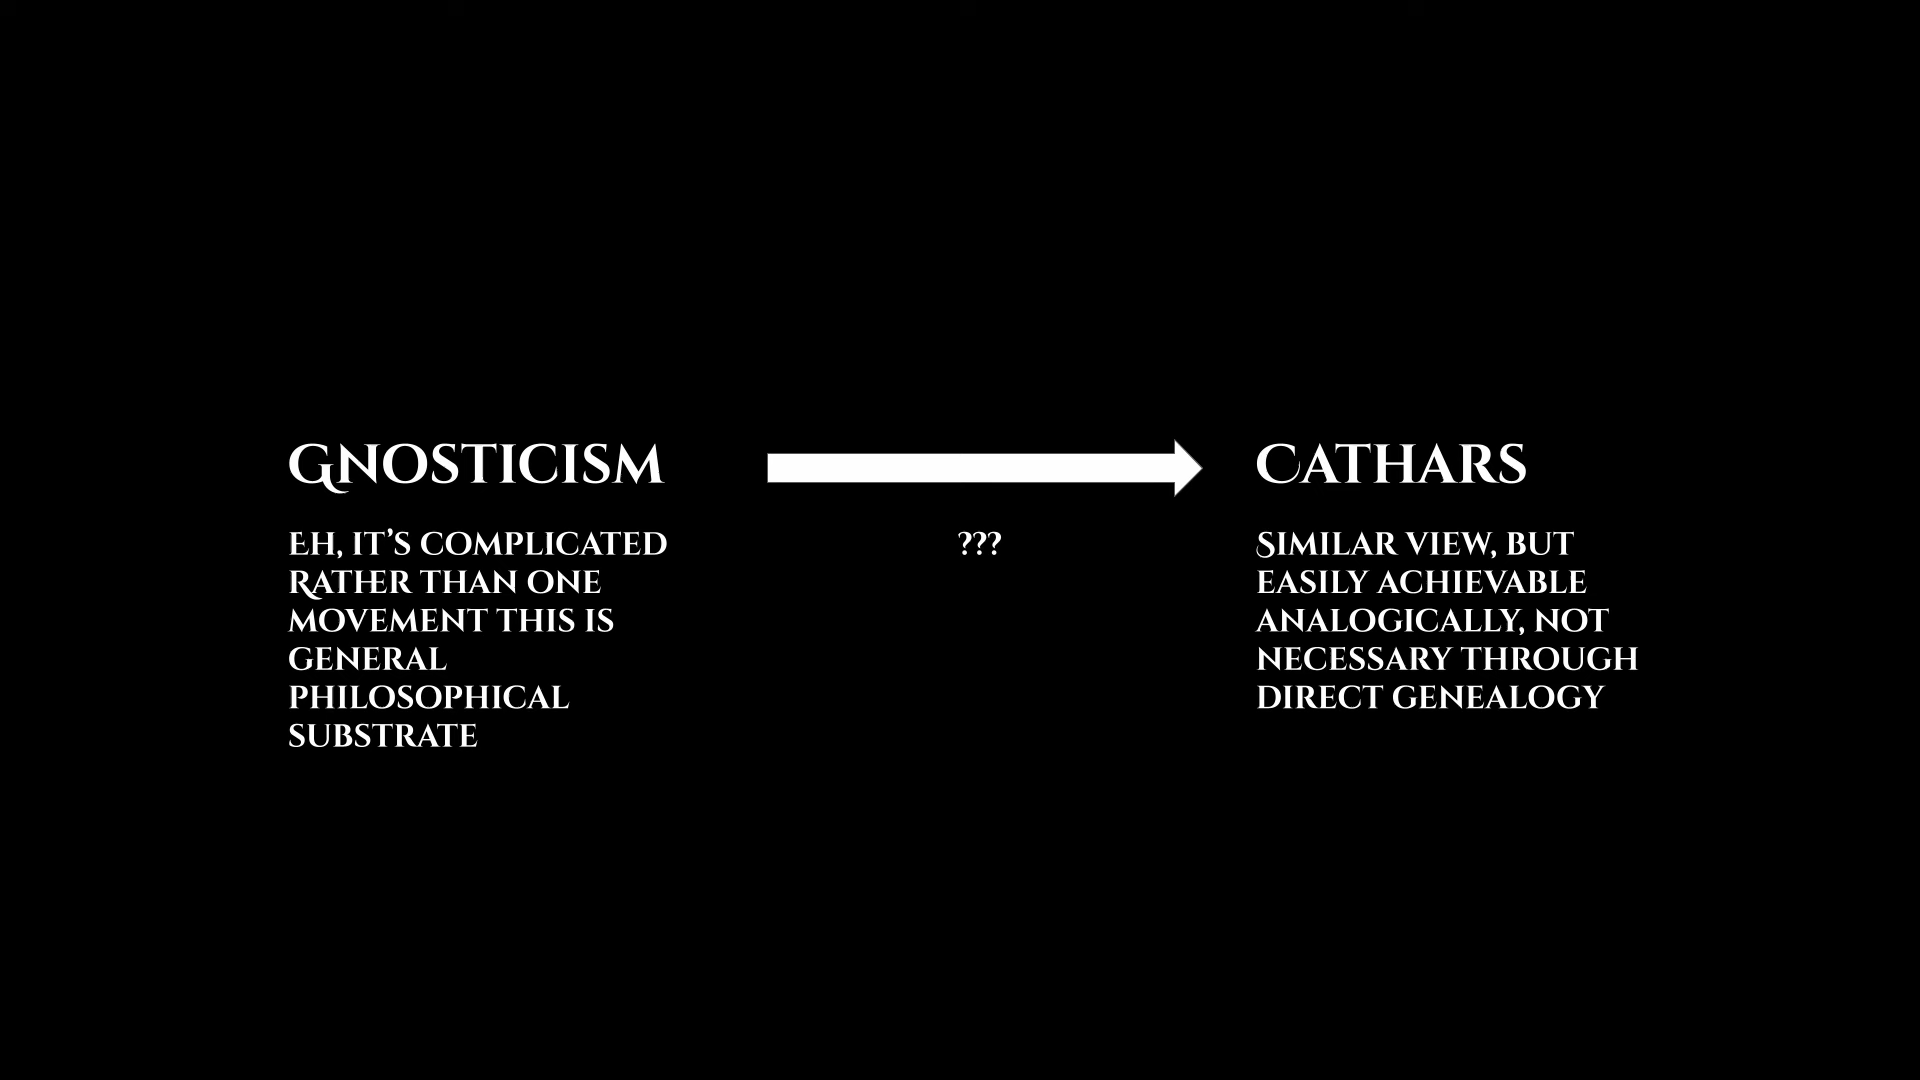 Gnosticism
Cathars
Eh, it's complicated
Rather than one
movement this is
general
philosophical
substrate
???
Similar view, but
easily achievable
analogically, not
necessary through
direct genealogy